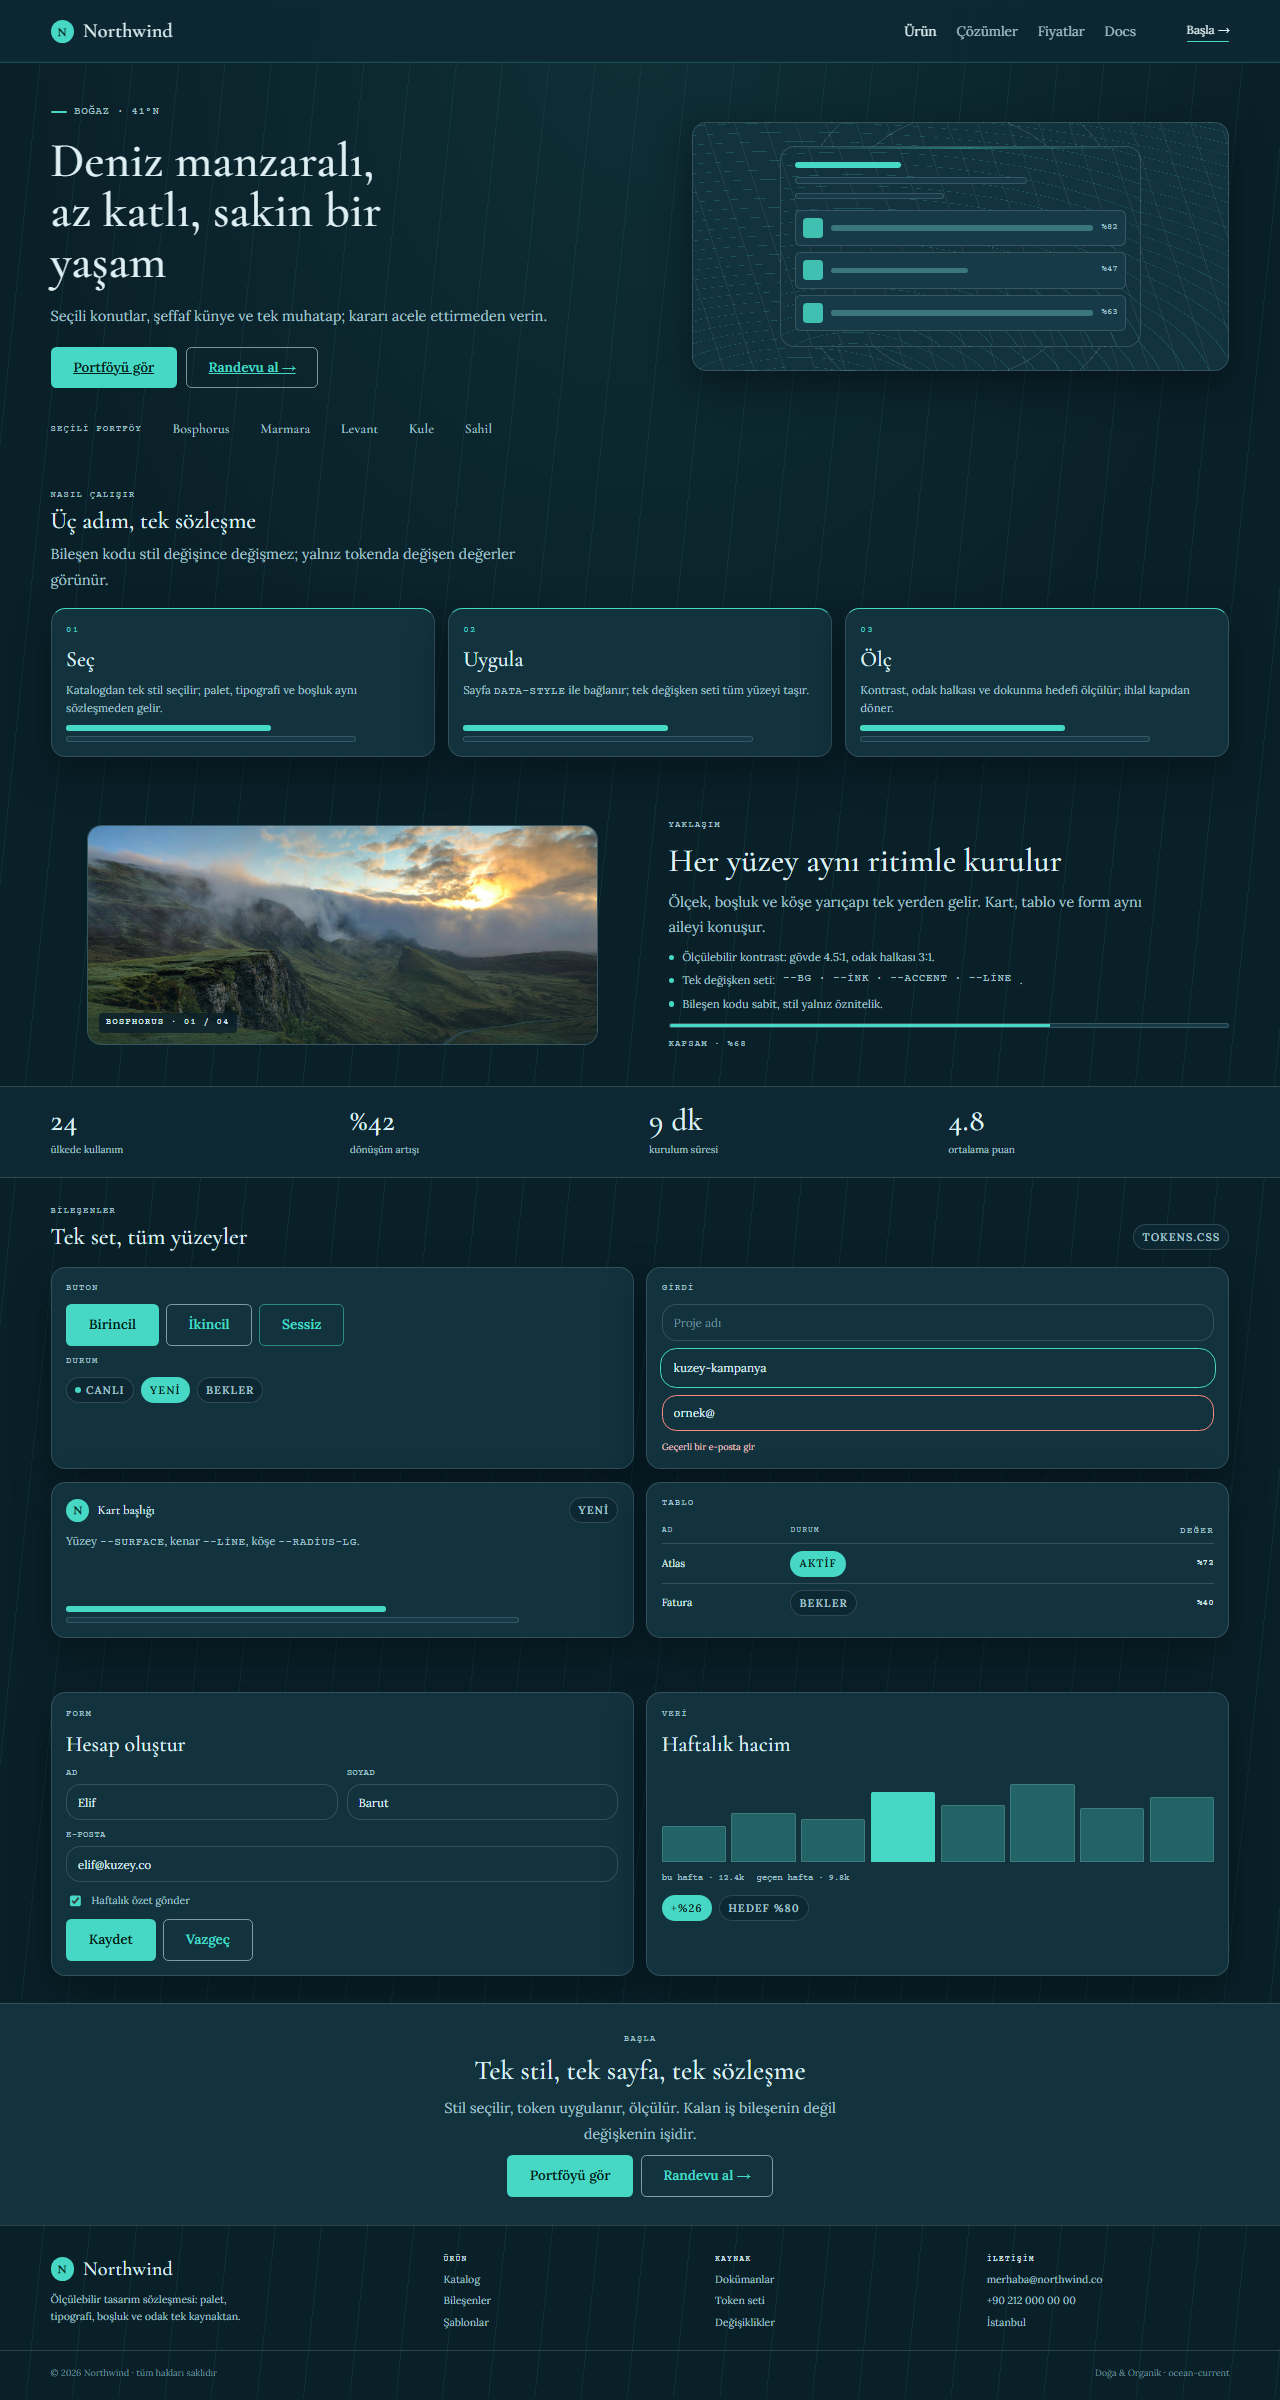 N Northwind
Ürün Çözümler Fiyatlar Docs Başla →
BOĞAZ · 41°N
Deniz manzaralı,
az katlı, sakin bir
yaşam
Seçili konutlar, şeffaf künye ve tek muhatap; kararı acele ettirmeden verin.
Portföyü gör Randevu al →
SEÇİLİ PORTFÖY Bosphorus Marmara Levant Kule Sahil
%82
%47
%63
NASIL ÇALIŞIR
Üç adım, tek sözleşme
Bileşen kodu stil değişince değişmez; yalnız tokenda değişen değerler
görünür.
01
Seç
Katalogdan tek stil seçilir; palet, tipografi ve boşluk aynı
sözleşmeden gelir.
02
Uygula
Sayfa DATA-STYLE ile bağlanır; tek değişken seti tüm yüzeyi taşır.
03
Ölç
Kontrast, odak halkası ve dokunma hedefi ölçülür; ihlal kapıdan
döner.
BOSPHORUS · 01 / 04
YAKLAŞIM
Her yüzey aynı ritimle kurulur
Ölçek, boşluk ve köşe yarıçapı tek yerden gelir. Kart, tablo ve form aynı
aileyi konuşur.
Ölçülebilir kontrast: gövde 4.5:1, odak halkası 3:1.
Tek değişken seti: --BG · --İNK · --ACCENT · --LİNE .
Bileşen kodu sabit, stil yalnız öznitelik.
KAPSAM · %68
24
ülkede kullanım
%42
dönüşüm artışı
9 dk
kurulum süresi
4.8
ortalama puan
BİLEŞENLER
Tek set, tüm yüzeyler
TOKENS.CSS
BUTON
Birincil İkincil Sessiz
DURUM
CANLI YENİ BEKLER
GİRDİ
Proje adı
kuzey-kampanya
ornek@
Geçerli bir e-posta gir
N Kart başlığı YENİ
Yüzey --SURFACE, kenar --LİNE, köşe --RADİUS-LG.
TABLO
AD DURUM DEĞER
Atlas AKTİF %72
Fatura BEKLER %40
FORM
Hesap oluştur
AD SOYAD
Elif Barut
E-POSTA
elif@kuzey.co
Haftalık özet gönder
Kaydet Vazgeç
VERİ
Haftalık hacim
bu hafta · 12.4k geçen hafta · 9.8k
+%26 HEDEF %80
BAŞLA
Tek stil, tek sayfa, tek sözleşme
Stil seçilir, token uygulanır, ölçülür. Kalan iş bileşenin değil
değişkenin işidir.
Portföyü gör Randevu al →
N Northwind
Ölçülebilir tasarım sözleşmesi: palet,
tipografi, boşluk ve odak tek kaynaktan.
ÜRÜN
Katalog
Bileşenler
Şablonlar
KAYNAK
Dokümanlar
Token seti
Değişiklikler
İLETİŞİM
merhaba@northwind.co
+90 212 000 00 00
İstanbul
© 2026 Northwind · tüm hakları saklıdır
Doğa & Organik · ocean-current